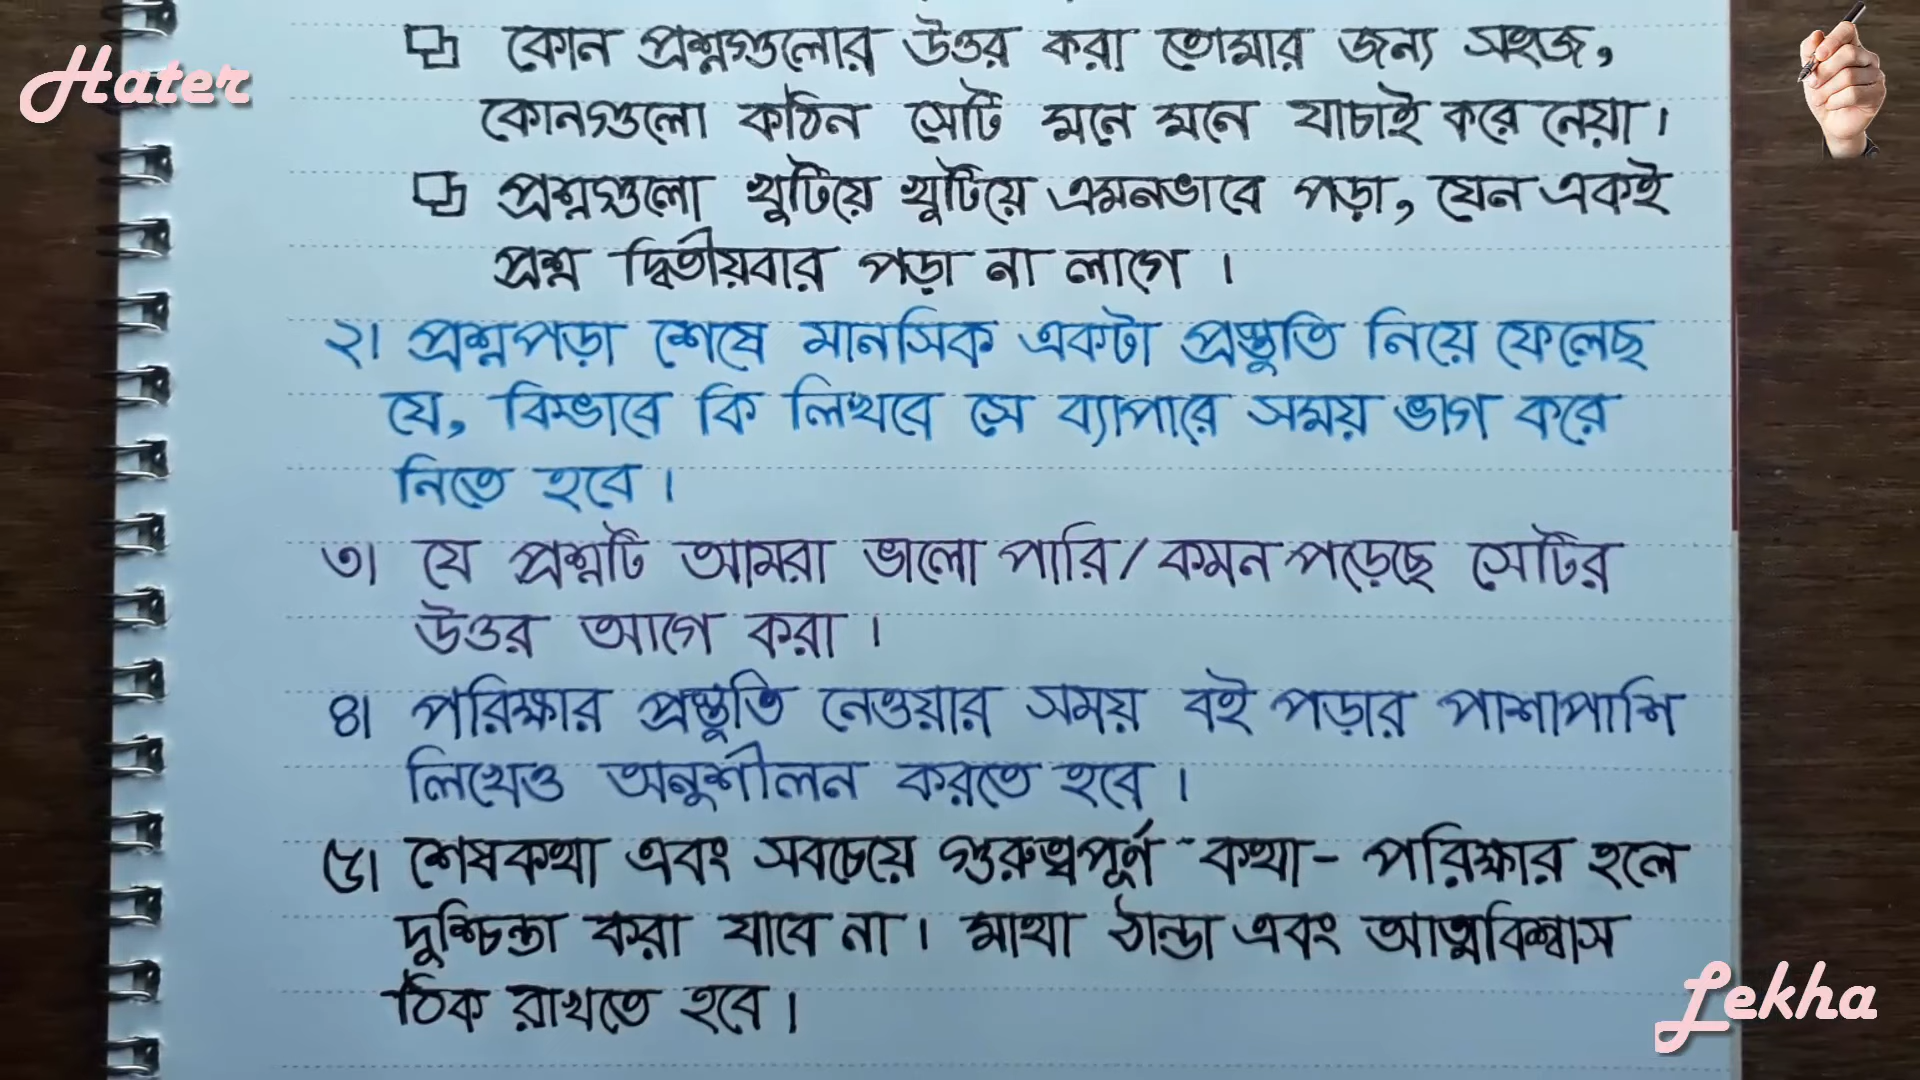 Hater
❑ কোন প্রশ্নগুলোর উত্তর করা তোমার জন্য সহজ,
কোনগুলো কঠিন সেটি মনে মনে যাচাই করে নেয়া।
❑ প্রশ্নগুলো খুটিয়ে খুটিয়ে এমনভাবে পড়া, যেন একই
প্রশ্ন দ্বিতীয়বার পড়া না লাগে।
২। প্রশ্নপড়া শেষে মানসিক একটা প্রস্তুতি নিয়ে ফেলেছ
যে, কিভাবে কি লিখবে সে ব্যাপারে সময় ভাগ করে
নিতে হবে।
৩। যে প্রশ্নটি আমরা ভালো পারি/কমন পড়েছে সেটির
উত্তর আগে করা।
৪। পরিক্ষার প্রস্তুতি নেওয়ার সময় বই পড়ার পাশাপাশি
লিখেও অনুশীলন করতে হবে।
৫। শেষকথা এবং সবচেয়ে গুরুত্বপূর্ণ কথা- পরিক্ষার হলে
দুশ্চিন্তা করা যাবে না। মাথা ঠান্ডা এবং আত্মবিশ্বাস
ঠিক রাখতে হবে।
Lekha